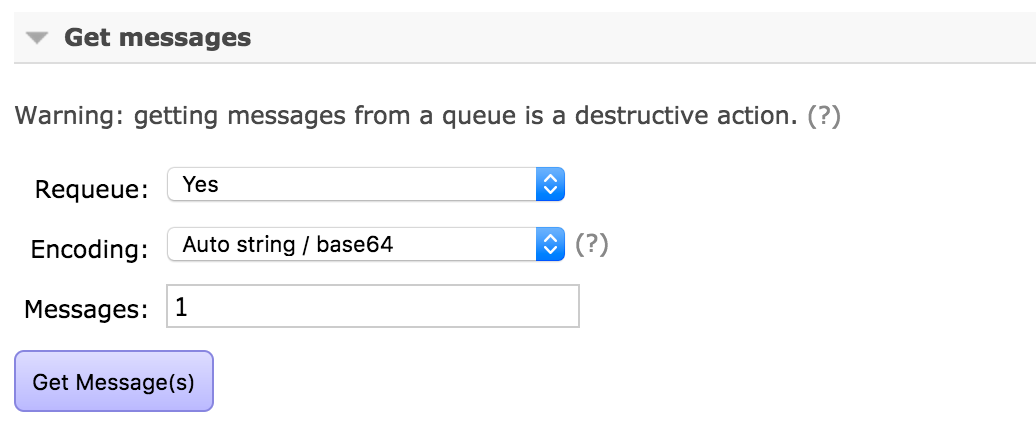 Get messages
Warning: getting messages from a queue is a destructive action. (?)
Requeue: Yes
Encoding: Auto string / base64 (?)
Messages: 1
Get Message(s)